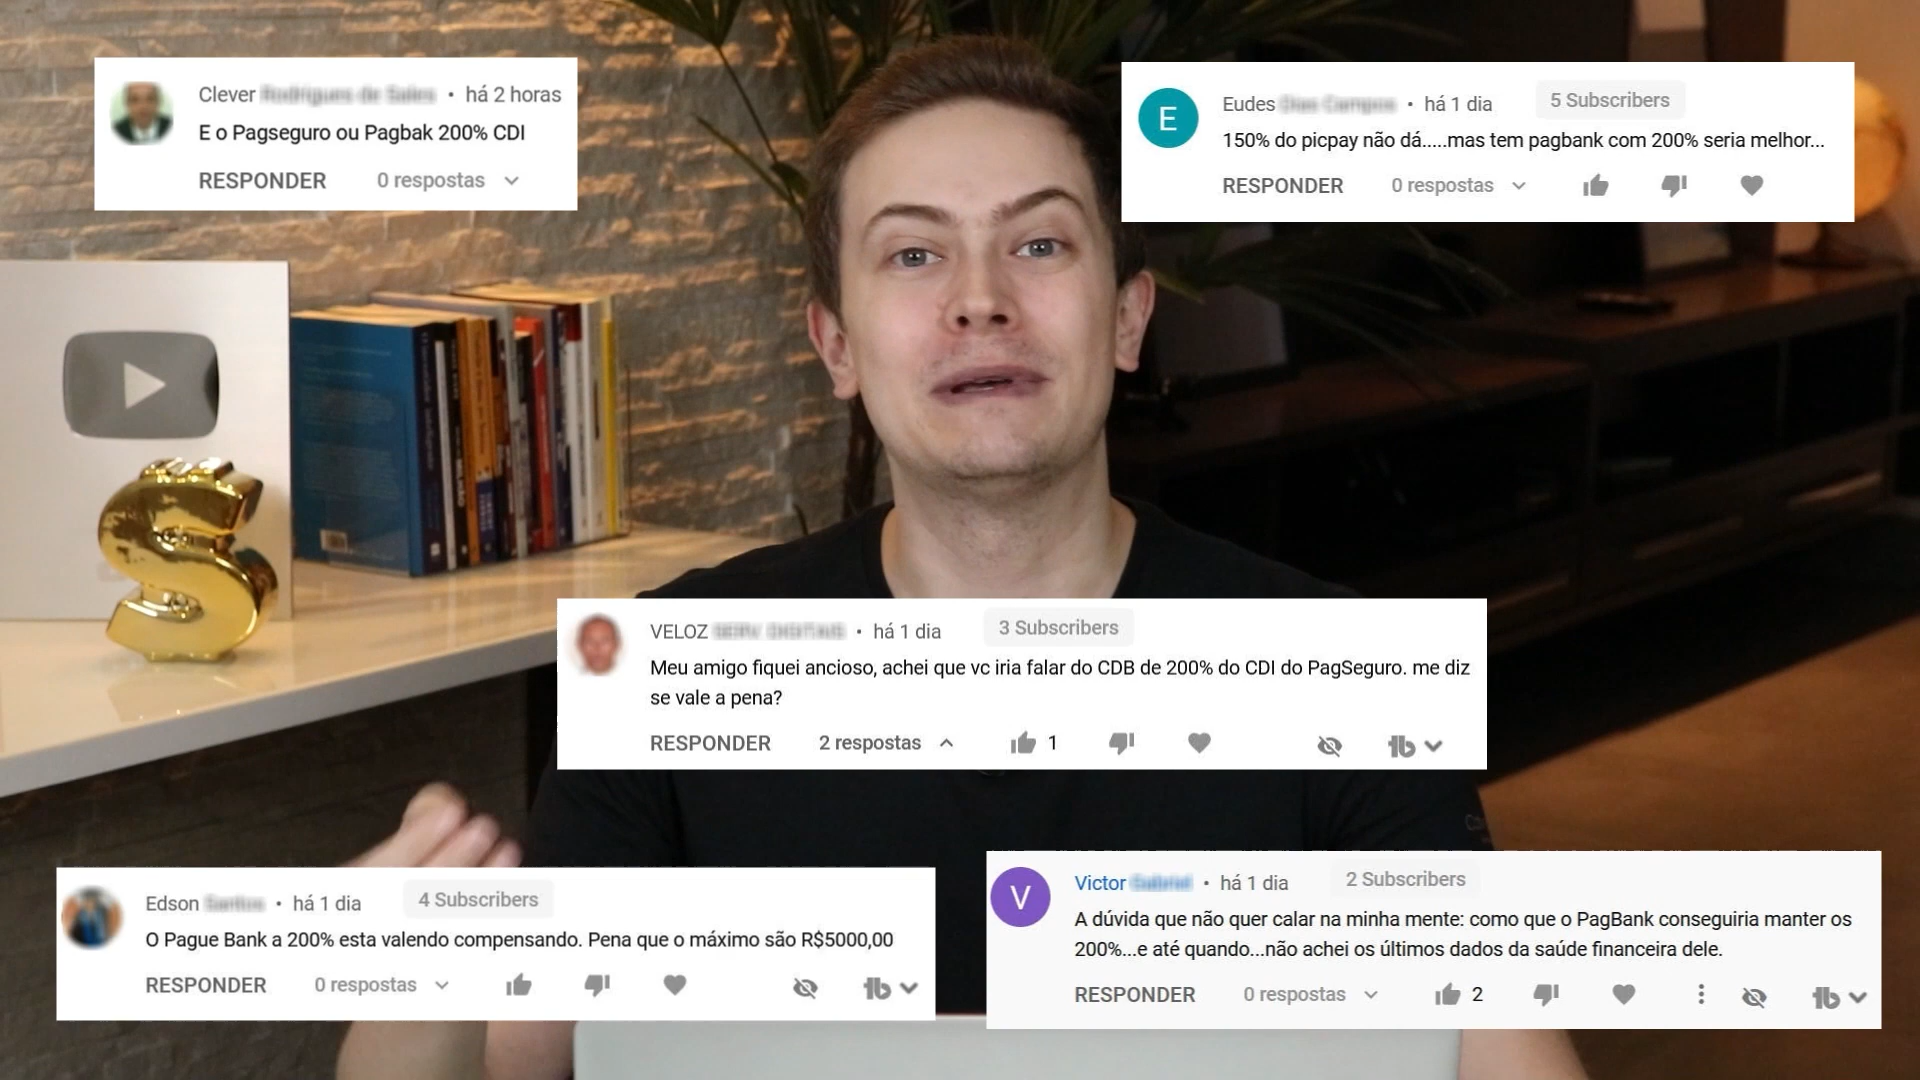 Clever • há 2 horas
E o Pagseguro ou Pagbak 200% CDI
RESPONDER 0 respostas
E
Eudes • há 1 dia 5 Subscribers
150% do picpay não dá.....mas tem pagbank com 200% seria melhor...
RESPONDER 0 respostas
VELOZ • há 1 dia 3 Subscribers
Meu amigo fiquei ancioso, achei que vc iria falar do CDB de 200% do CDI do PagSeguro. me diz
se vale a pena?
RESPONDER 2 respostas 1
Edson • há 1 dia 4 Subscribers
O Pague Bank a 200% esta valendo compensando. Pena que o máximo são R$5000,00
RESPONDER 0 respostas
V
Victor • há 1 dia 2 Subscribers
A dúvida que não quer calar na minha mente: como que o PagBank conseguiria manter os
200%...e até quando...não achei os últimos dados da saúde financeira dele.
RESPONDER 0 respostas 2